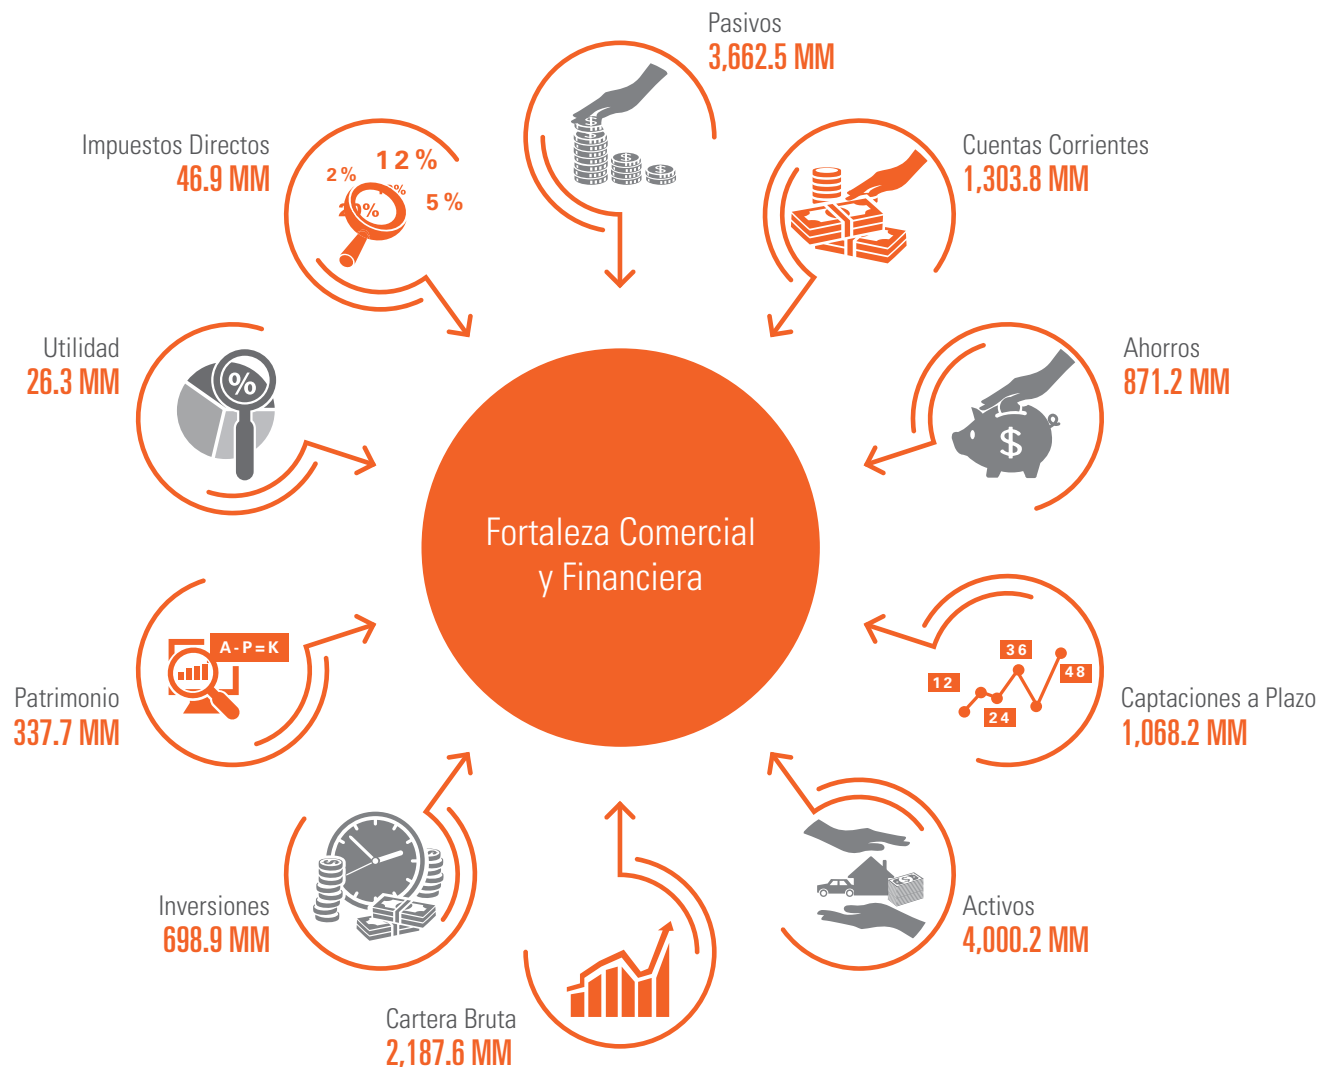 Pasivos
3,662.5 MM
Impuestos Directos
46.9 MM
2 %
12 %
5 %
Cuentas Corrientes
1,303.8 MM
Utilidad
26.3 MM
%
Ahorros
871.2 MM
$
Fortaleza Comercial
y Financiera
Patrimonio
337.7 MM
A-P=K
12
24
36
48
Captaciones a Plazo
1,068.2 MM
Inversiones
698.9 MM
Activos
4,000.2 MM
Cartera Bruta
2,187.6 MM